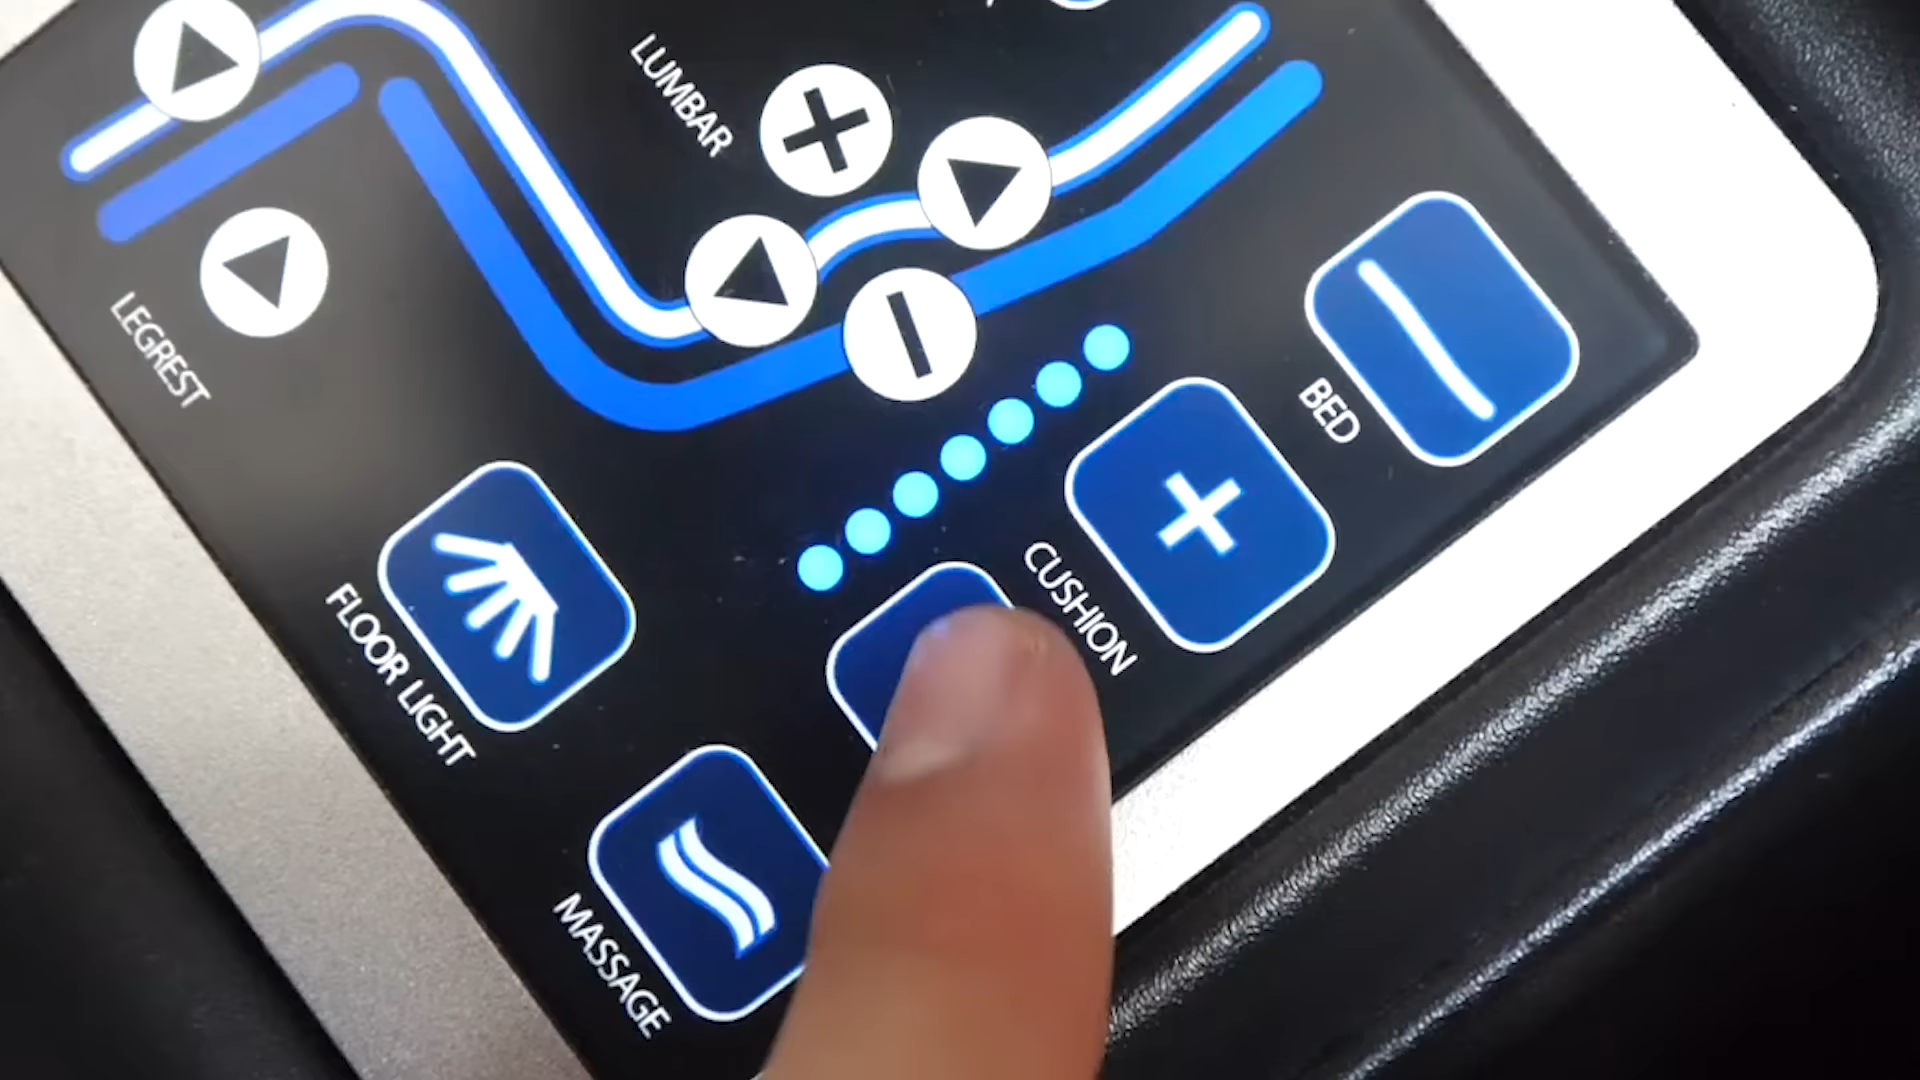 LUMBAR
LEGREST
BED
CUSHION
FLOOR LIGHT
MASSAGE